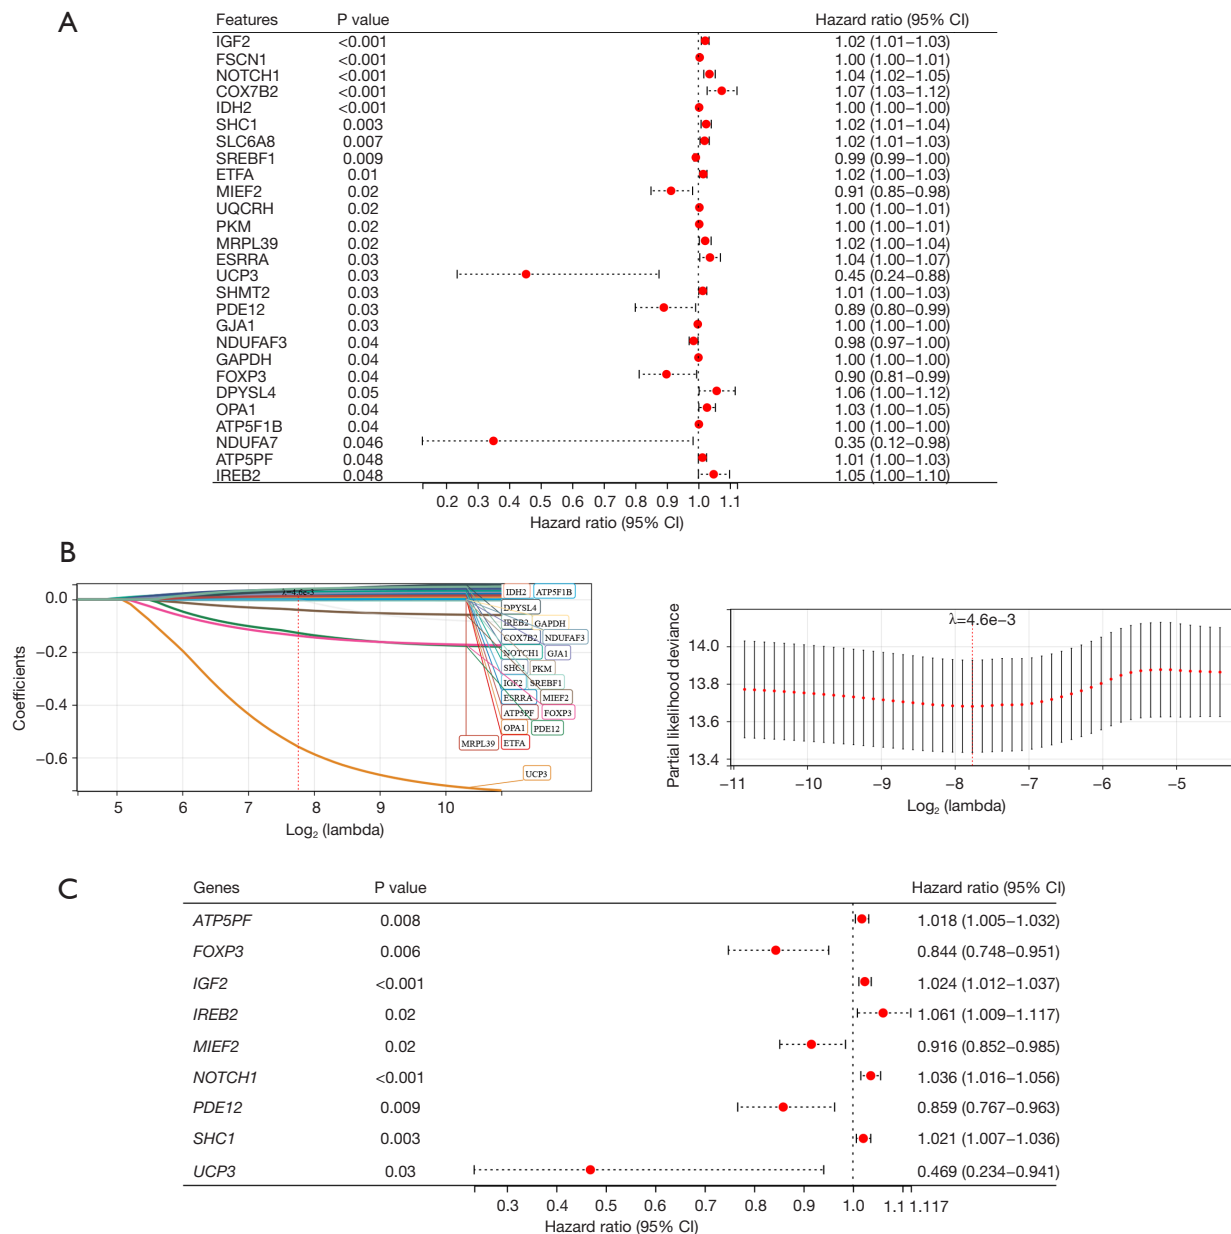 A
Features P value Hazard ratio (95% CI)
IGF2 <0.001 1.02 (1.01–1.03)
FSCN1 <0.001 1.00 (1.00–1.01)
NOTCH1 <0.001 1.04 (1.02–1.05)
COX7B2 <0.001 1.07 (1.03–1.12)
IDH2 <0.001 1.00 (1.00–1.00)
SHC1 0.003 1.02 (1.01–1.04)
SLC6A8 0.007 1.02 (1.01–1.03)
SREBF1 0.009 0.99 (0.99–1.00)
ETFA 0.01 1.02 (1.00–1.03)
MIEF2 0.02 0.91 (0.85–0.98)
UQCRH 0.02 1.00 (1.00–1.01)
PKM 0.02 1.00 (1.00–1.01)
MRPL39 0.02 1.02 (1.00–1.04)
ESRRA 0.03 1.04 (1.00–1.07)
UCP3 0.03 0.45 (0.24–0.88)
SHMT2 0.03 1.01 (1.00–1.03)
PDE12 0.03 0.89 (0.80–0.99)
GJA1 0.03 1.00 (1.00–1.00)
NDUFAF3 0.04 0.98 (0.97–1.00)
GAPDH 0.04 1.00 (1.00–1.00)
FOXP3 0.04 0.90 (0.81–0.99)
DPYSL4 0.05 1.06 (1.00–1.12)
OPA1 0.04 1.03 (1.00–1.05)
ATP5F1B 0.04 1.00 (1.00–1.00)
NDUFA7 0.046 0.35 (0.12–0.98)
ATP5PF 0.048 1.01 (1.00–1.03)
IREB2 0.048 1.05 (1.00–1.10)
0.2 0.3 0.4 0.5 0.6 0.7 0.8 0.9 1.0 1.1
Hazard ratio (95% CI)
B
Coefficients
0.0
−0.2
−0.4
−0.6
λ=4.6e-3
IDH2 ATP5F1B
DPYSL4
IREB2 GAPDH
COX7B2 NDUFAF3
NOTCH1 GJA1
SHC1 PKM
IGF2 SREBF1
ESRRA MIEF2
ATP5PF FOXP3
OPA1 PDE12
MRPL39 ETFA
UCP3
5 6 7 8 9 10
Log₂ (lambda)
λ=4.6e−3
Partial likelihood deviance
14.0
13.8
13.6
13.4
−11 −10 −9 −8 −7 −6 −5
Log₂ (lambda)
C
Genes P value Hazard ratio (95% CI)
ATP5PF 0.008 1.018 (1.005–1.032)
FOXP3 0.006 0.844 (0.748–0.951)
IGF2 <0.001 1.024 (1.012–1.037)
IREB2 0.02 1.061 (1.009–1.117)
MIEF2 0.02 0.916 (0.852–0.985)
NOTCH1 <0.001 1.036 (1.016–1.056)
PDE12 0.009 0.859 (0.767–0.963)
SHC1 0.003 1.021 (1.007–1.036)
UCP3 0.03 0.469 (0.234–0.941)
0.3 0.4 0.5 0.6 0.7 0.8 0.9 1.0 1.1 1.117
Hazard ratio (95% CI)